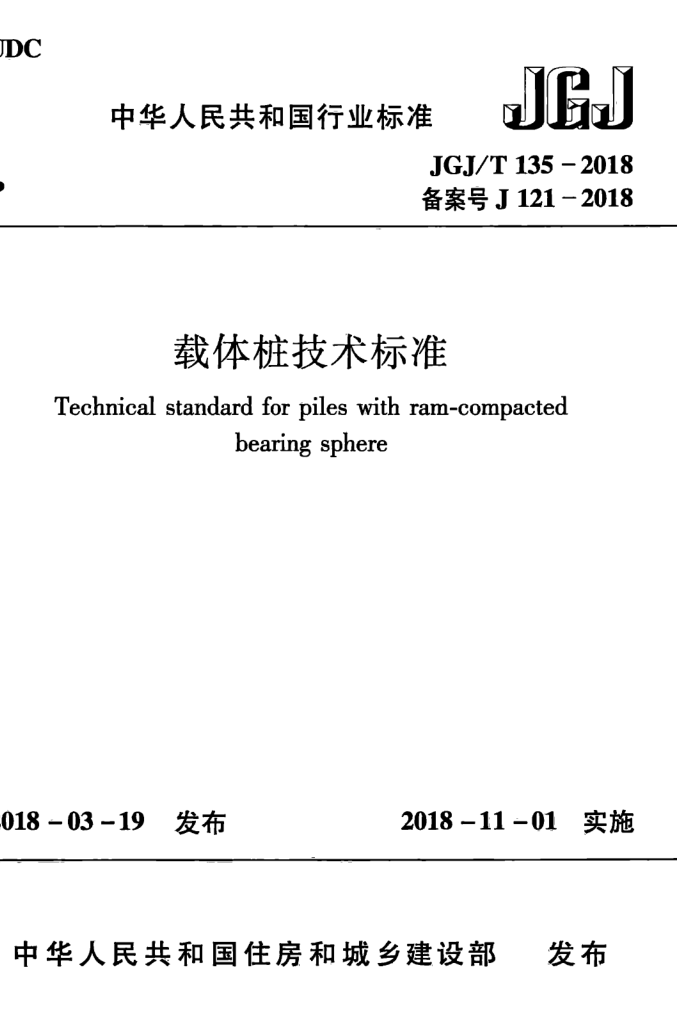 UDC
中华人民共和国行业标准
JGJ
JGJ/T 135-2018
备案号 J 121-2018
载体桩技术标准
Technical standard for piles with ram-compacted
bearing sphere
2018-03-19 发布 2018-11-01 实施
中华人民共和国住房和城乡建设部 发布